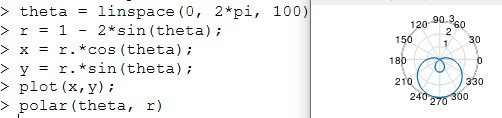 > theta = linspace(0, 2*pi, 100)
> r = 1 - 2*sin(theta);
> x = r.*cos(theta);
> y = r.*sin(theta);
> plot(x,y);
> polar(theta, r)
120 90 3 60
150 2 30
1
180 0
210 330
240 270 300